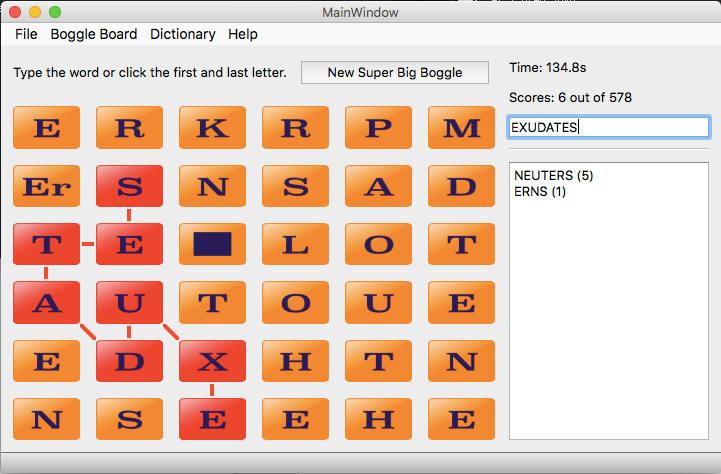 MainWindow
File Boggle Board Dictionary Help
Type the word or click the first and last letter.
New Super Big Boggle
Time: 134.8s
Scores: 6 out of 578
EXUDATES
NEUTERS (5)
ERNS (1)
E R K R P M
Er S N S A D
T E L O T
A U T O U E
E D X H T N
N S E E H E